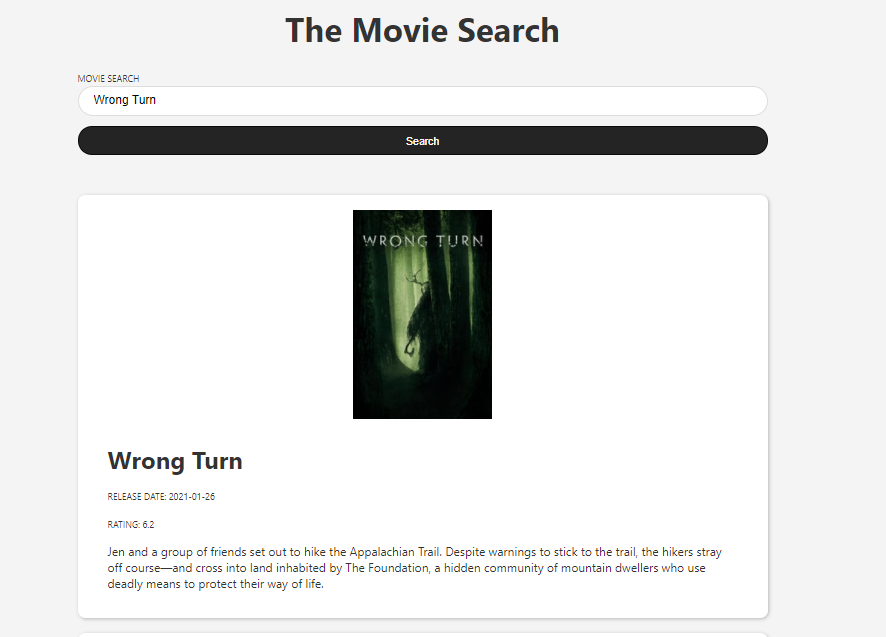 The Movie Search
MOVIE SEARCH
Wrong Turn
Search
WRONG TURN
Wrong Turn
RELEASE DATE: 2021-01-26
RATING: 6.2
Jen and a group of friends set out to hike the Appalachian Trail. Despite warnings to stick to the trail, the hikers stray
off course—and cross into land inhabited by The Foundation, a hidden community of mountain dwellers who use
deadly means to protect their way of life.